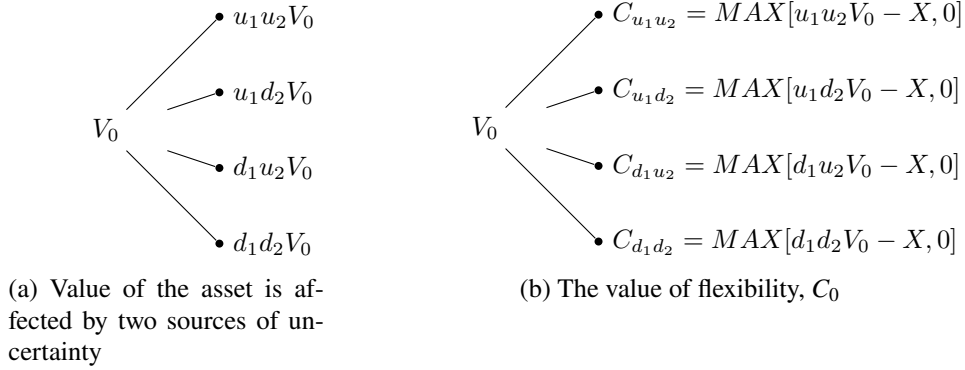 u₁u₂V₀
u₁d₂V₀
V₀
d₁u₂V₀
d₁d₂V₀
(a) Value of the asset is af-
fected by two sources of un-
certainty
C_{u₁u₂} = MAX[u₁u₂V₀ − X, 0]
C_{u₁d₂} = MAX[u₁d₂V₀ − X, 0]
V₀
C_{d₁u₂} = MAX[d₁u₂V₀ − X, 0]
C_{d₁d₂} = MAX[d₁d₂V₀ − X, 0]
(b) The value of flexibility, C₀